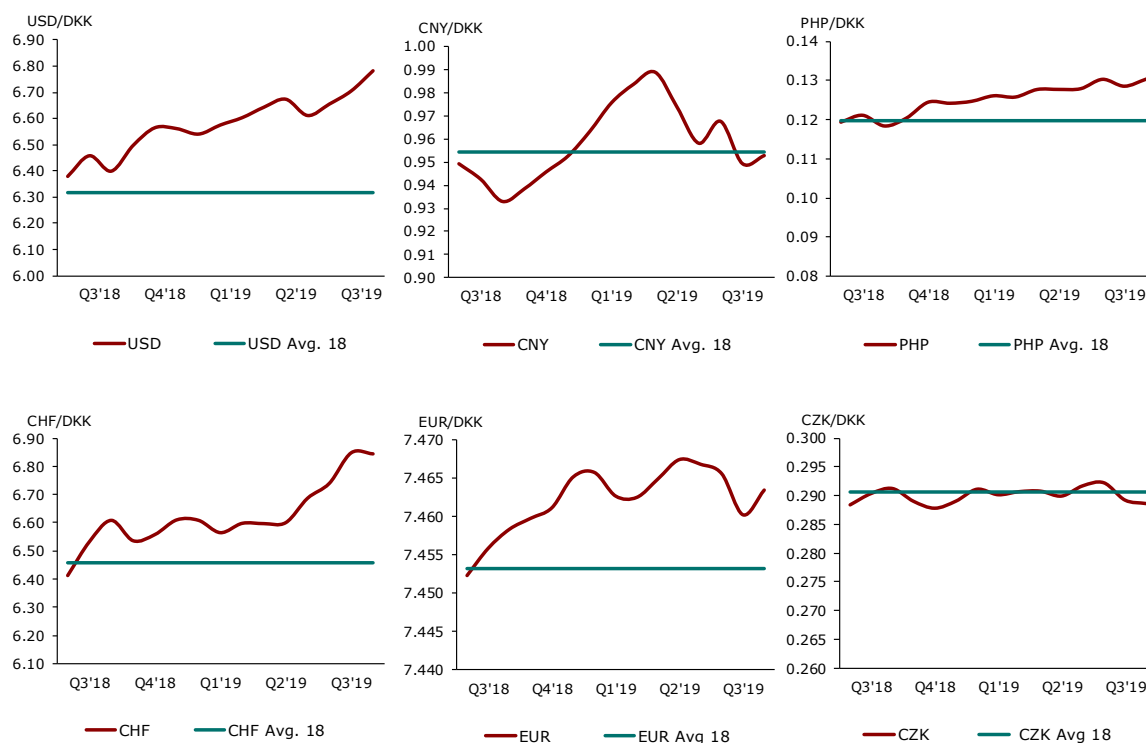 USD/DKK
6.90
6.80
6.70
6.60
6.50
6.40
6.30
6.20
6.10
6.00
Q3'18 Q4'18 Q1'19 Q2'19 Q3'19
USD USD Avg. 18
CNY/DKK
1.00
0.99
0.98
0.97
0.96
0.95
0.94
0.93
0.92
0.91
0.90
Q3'18 Q4'18 Q1'19 Q2'19 Q3'19
CNY CNY Avg. 18
PHP/DKK
0.14
0.13
0.12
0.11
0.10
0.09
0.08
Q3'18 Q4'18 Q1'19 Q2'19 Q3'19
PHP PHP Avg. 18
CHF/DKK
6.90
6.80
6.70
6.60
6.50
6.40
6.30
6.20
6.10
Q3'18 Q4'18 Q1'19 Q2'19 Q3'19
CHF CHF Avg. 18
EUR/DKK
7.470
7.465
7.460
7.455
7.450
7.445
7.440
Q3'18 Q4'18 Q1'19 Q2'19 Q3'19
EUR EUR Avg 18
CZK/DKK
0.300
0.295
0.290
0.285
0.280
0.275
0.270
0.265
0.260
Q3'18 Q4'18 Q1'19 Q2'19 Q3'19
CZK CZK Avg 18